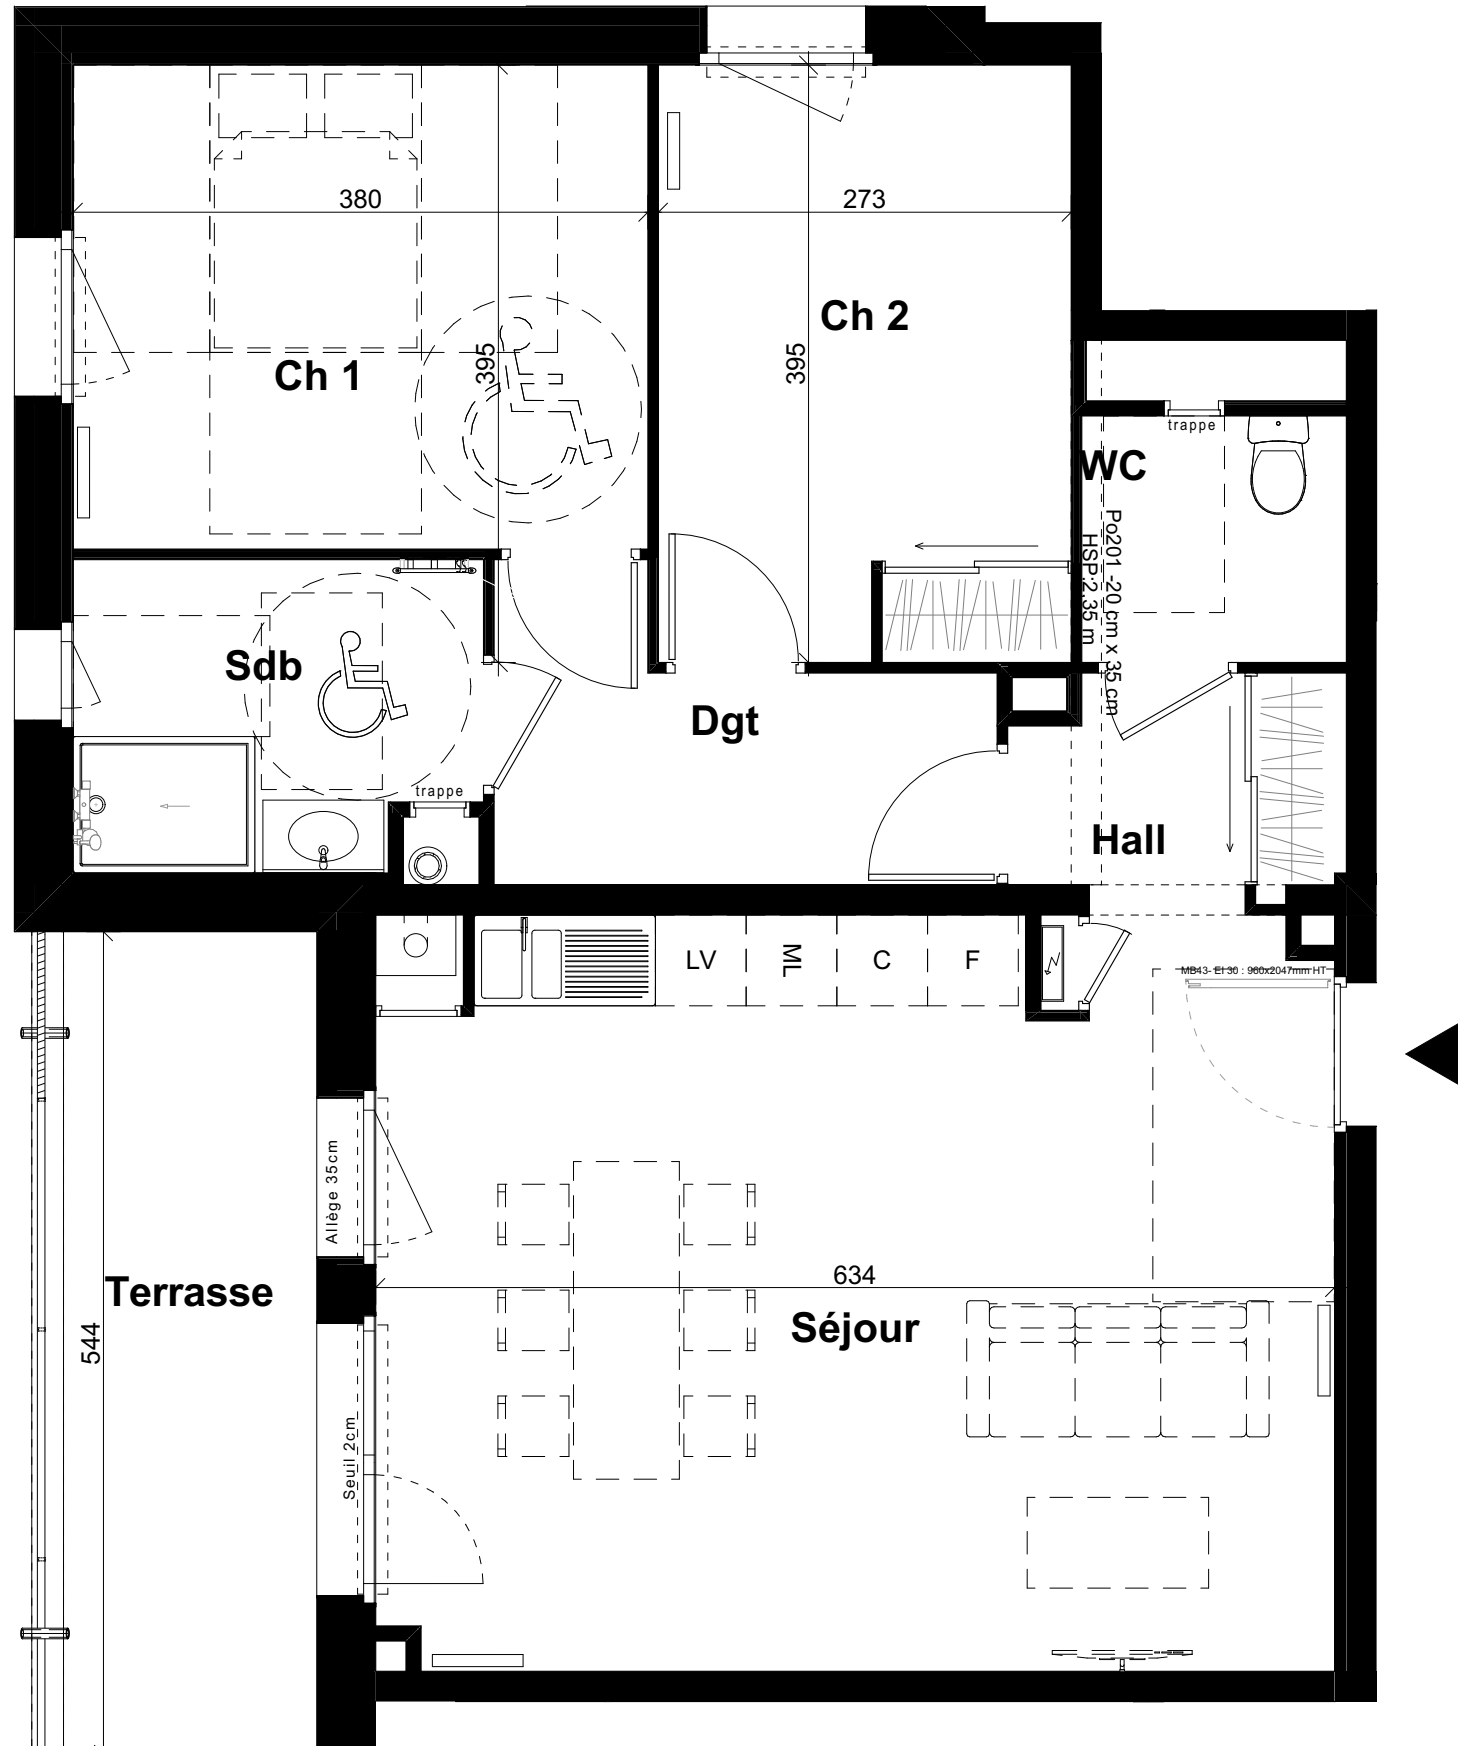 380
273
Ch 2
395
395
Ch 1
trappe
WC
Po201 -20 cm x 35 cm
HSP:2,35 m
Sdb
Dgt
trappe
Hall
LV
ML
C
F
MB43- EI 30 : 960x2047mm HT
Allège 35cm
634
Terrasse
Séjour
544
Seuil 2cm